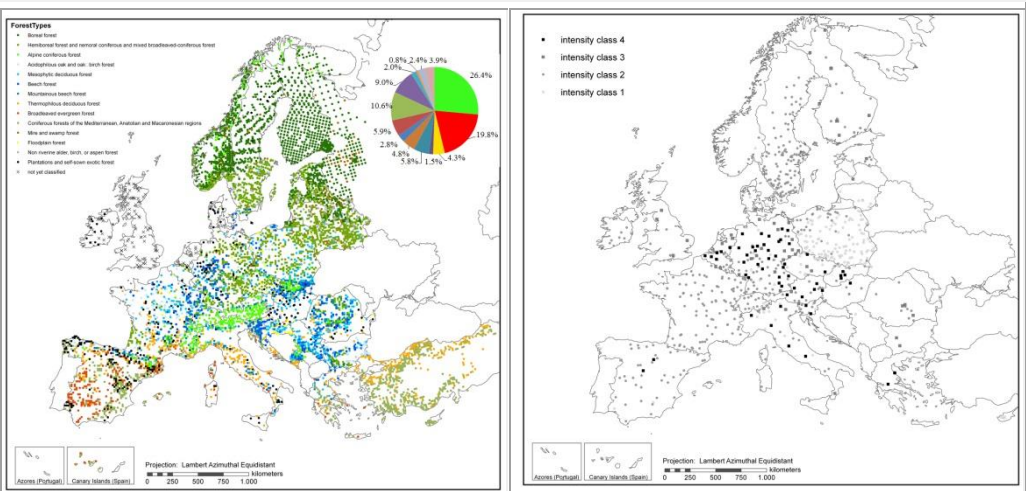 ForestTypes
Boreal forest
Hemiboreal forest and nemoral coniferous and mixed broadleaved-coniferous forest
Alpine coniferous forest
Acidophilous oak and oak- birch forest
Mesophytic deciduous forest
Beech forest
Mountainous beech forest
Thermophilous deciduous forest
Broadleaved evergreen forest
Coniferous forests of the Mediterranean, Anatolian and Macaronesian regions
Mire and swamp forest
Floodplain forest
Non riverine alder, birch, or aspen forest
Plantations and self-sown exotic forest
not yet classified
0.8%
2.4%
3.9%
2.0%
26.4%
9.0%
10.6%
5.9%
19.8%
2.8%
4.8%
5.8%
1.5%
4.3%
Azores (Portugal)
Canary Islands (Spain)
Projection: Lambert Azimuthal Equidistant
kilometers
0 250 500 750 1.000
intensity class 4
intensity class 3
intensity class 2
intensity class 1
Azores (Portugal)
Canary Islands (Spain)
Projection: Lambert Azimuthal Equidistant
kilometers
0 250 500 750 1.000